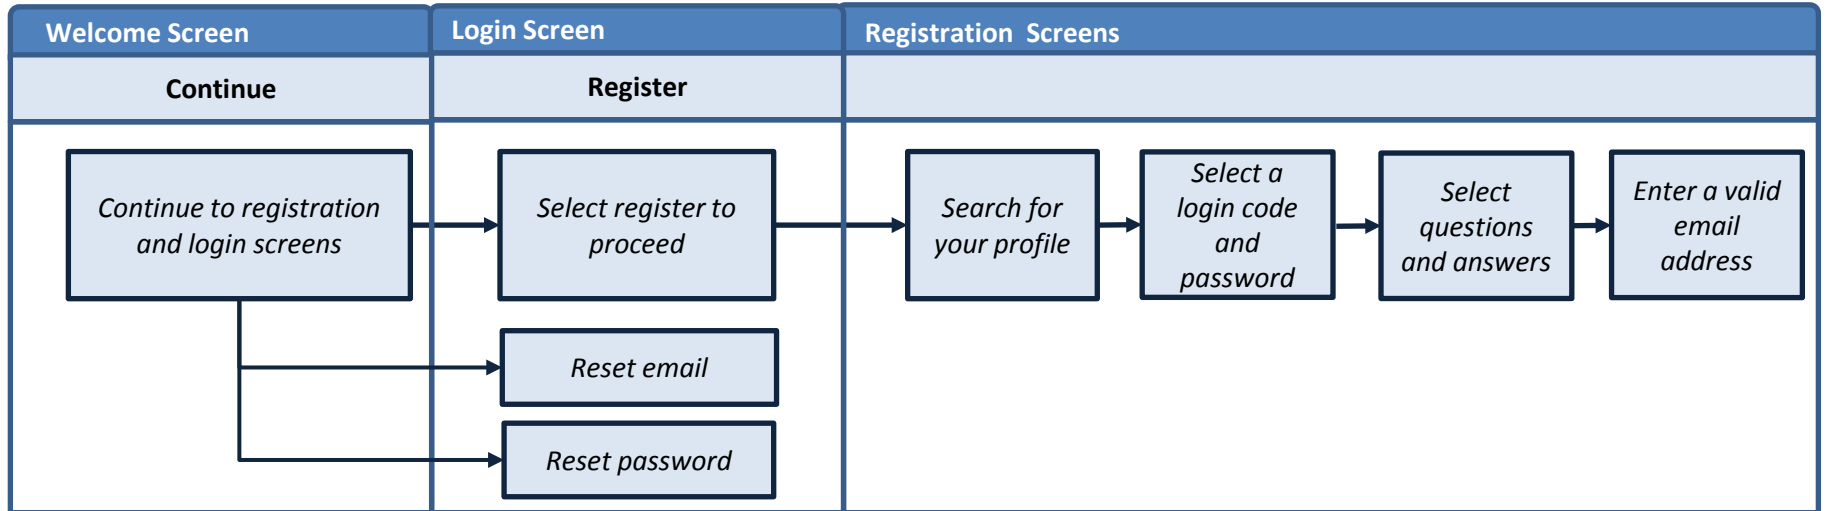 Welcome Screen
Login Screen
Registration Screens
Continue
Register
Continue to registration
and login screens
Select register to
proceed
Search for
your profile
Select a
login code
and
password
Select
questions
and answers
Enter a valid
email
address
Reset email
Reset password